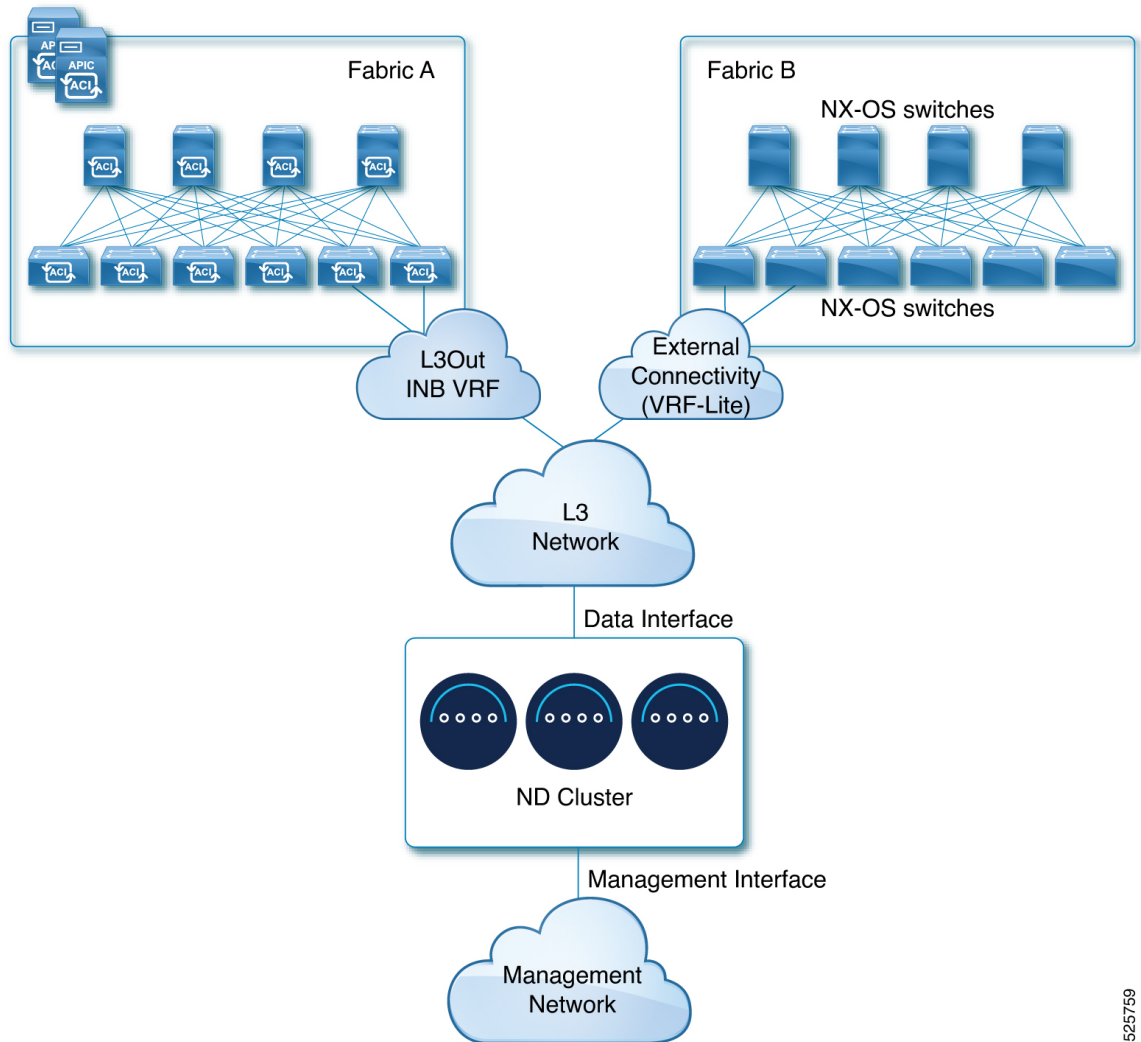 AP
AC
APIC
ACI
Fabric A
Fabric B
NX-OS switches
ACI
ACI
ACI
ACI
ACI
ACI
ACI
ACI
ACI
ACI
NX-OS switches
L3Out
INB VRF
External
Connectivity
(VRF-Lite)
L3
Network
Data Interface
ND Cluster
Management Interface
Management
Network
525759